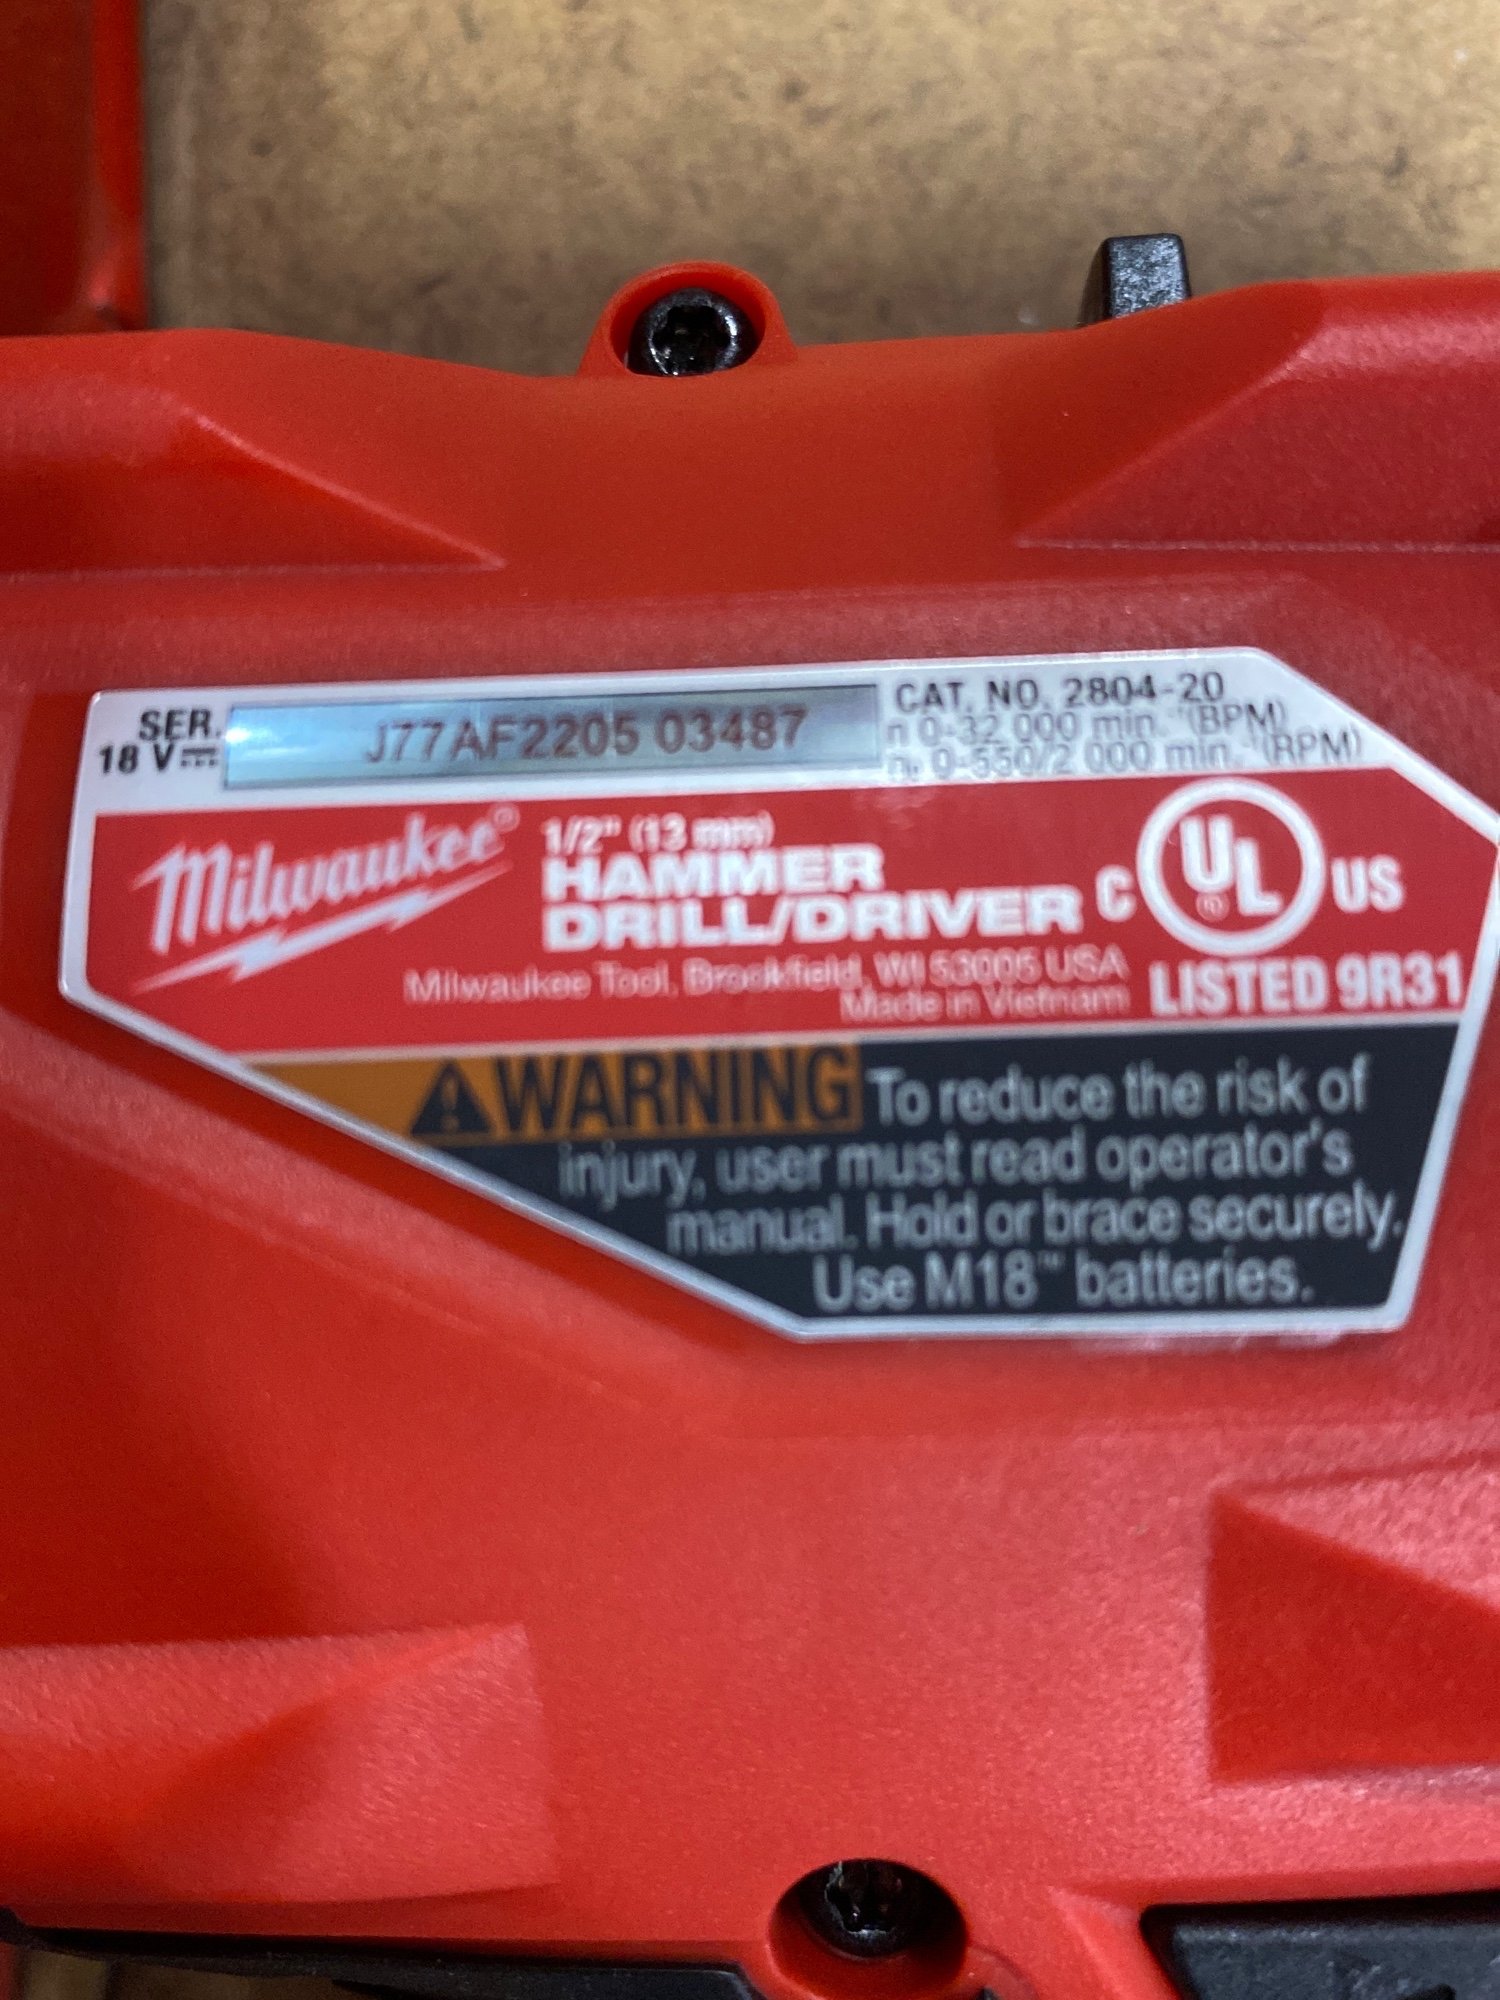 SER. J77AF2205 03487
18 V
CAT. NO. 2804-20
n 0-32 000 min. -1(BPM)
n₀ 0-550/2 000 min. -1(RPM)
Milwaukee®
1/2" (13 mm)
HAMMER
DRILL/DRIVER
C UL® US
Milwaukee Tool, Brookfield, WI 53005 USA
Made in Vietnam
LISTED 9R31
WARNING To reduce the risk of
injury, user must read operator's
manual. Hold or brace securely.
Use M18™ batteries.